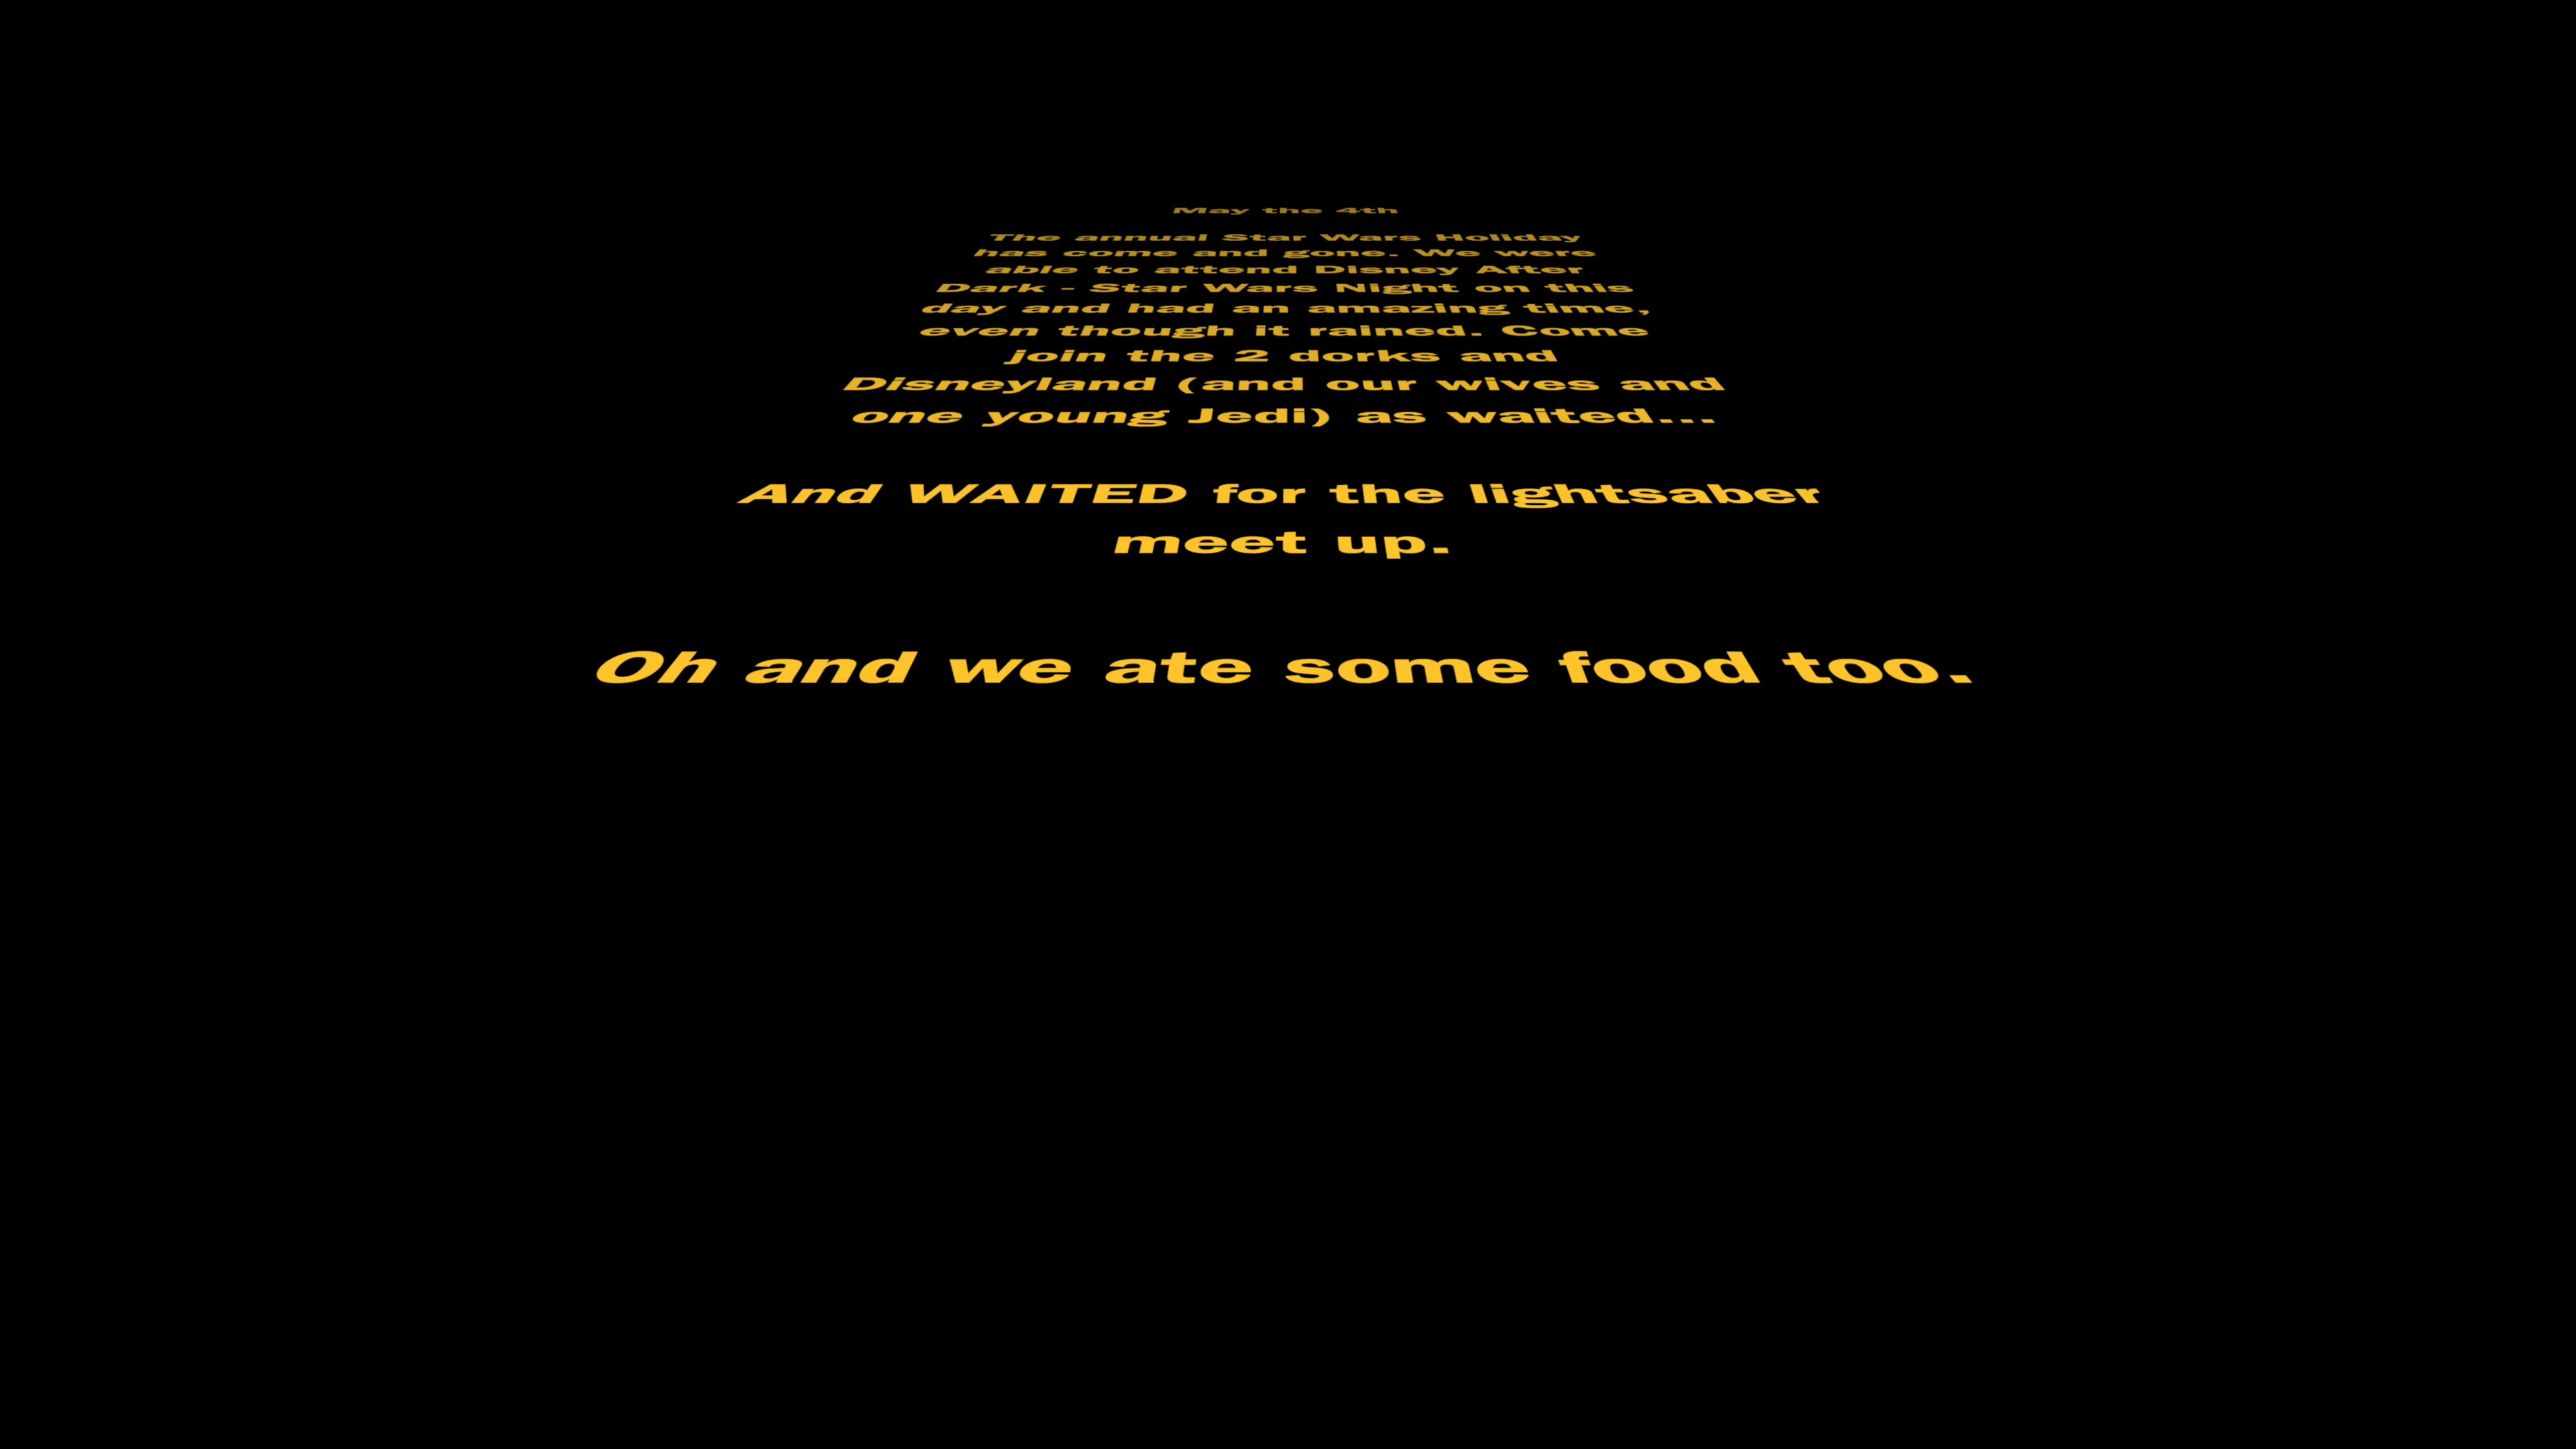 May the 4th
The annual Star Wars Holiday
has come and gone. We were
able to attend Disney After
Dark - Star Wars Night on this
day and had an amazing time,
even though it rained. Come
join the 2 dorks and
Disneyland (and our wives and
one young Jedi) as waited...
And WAITED for the lightsaber
meet up.
Oh and we ate some food too.